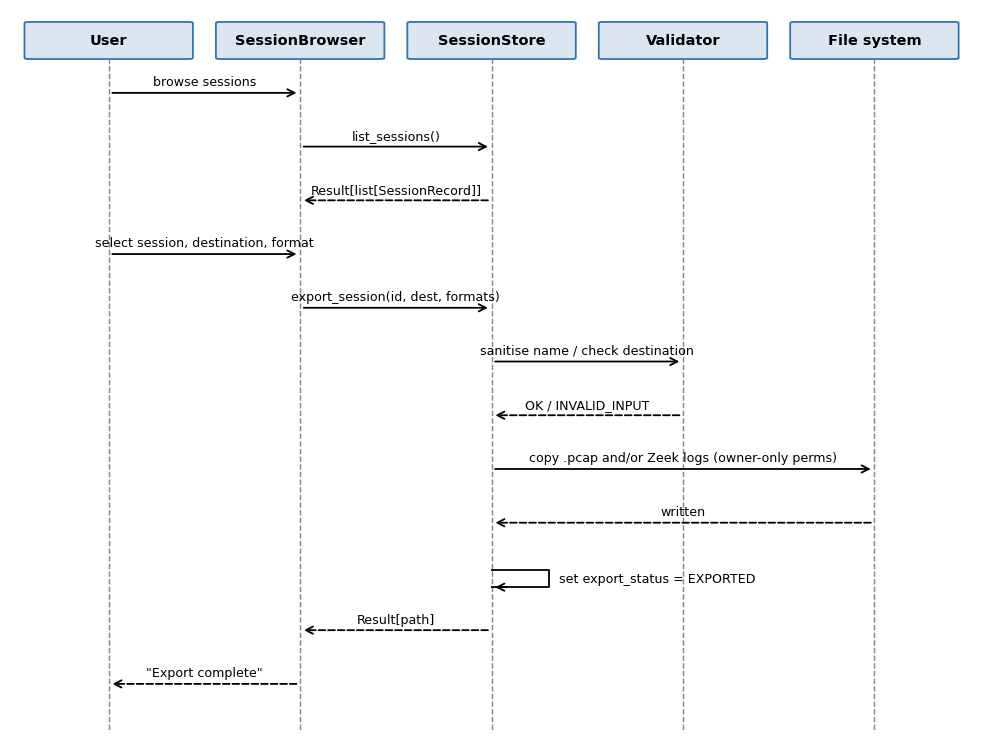 User
SessionBrowser
SessionStore
Validator
File system
browse sessions
list_sessions()
Result[list[SessionRecord]]
select session, destination, format
export_session(id, dest, formats)
sanitise name / check destination
OK / INVALID_INPUT
copy .pcap and/or Zeek logs (owner-only perms)
written
set export_status = EXPORTED
Result[path]
"Export complete"